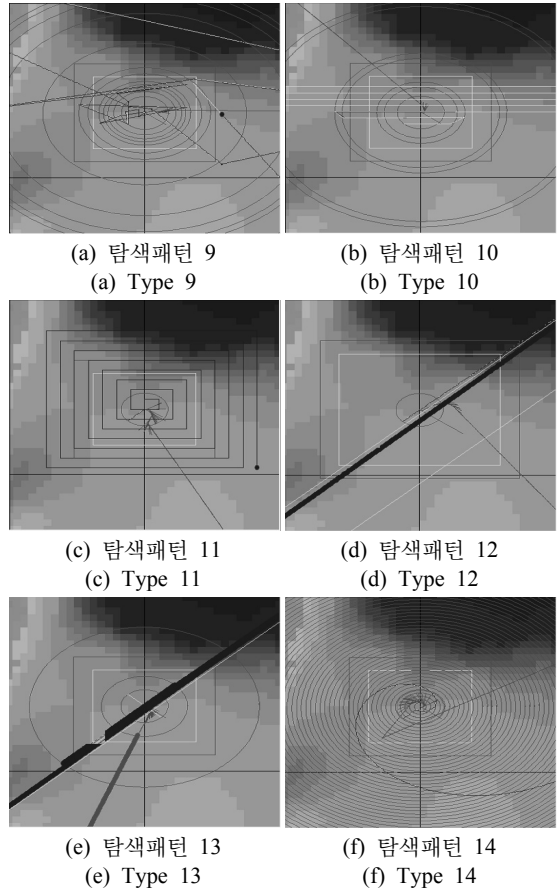 (a) 탐색패턴 9
(b) 탐색패턴 10
(a) Type 9
(b) Type 10
(c) 탐색패턴 11
(d) 탐색패턴 12
(c) Type 11
(d) Type 12
(e) 탐색패턴 13
(f) 탐색패턴 14
(e) Type 13
(f) Type 14